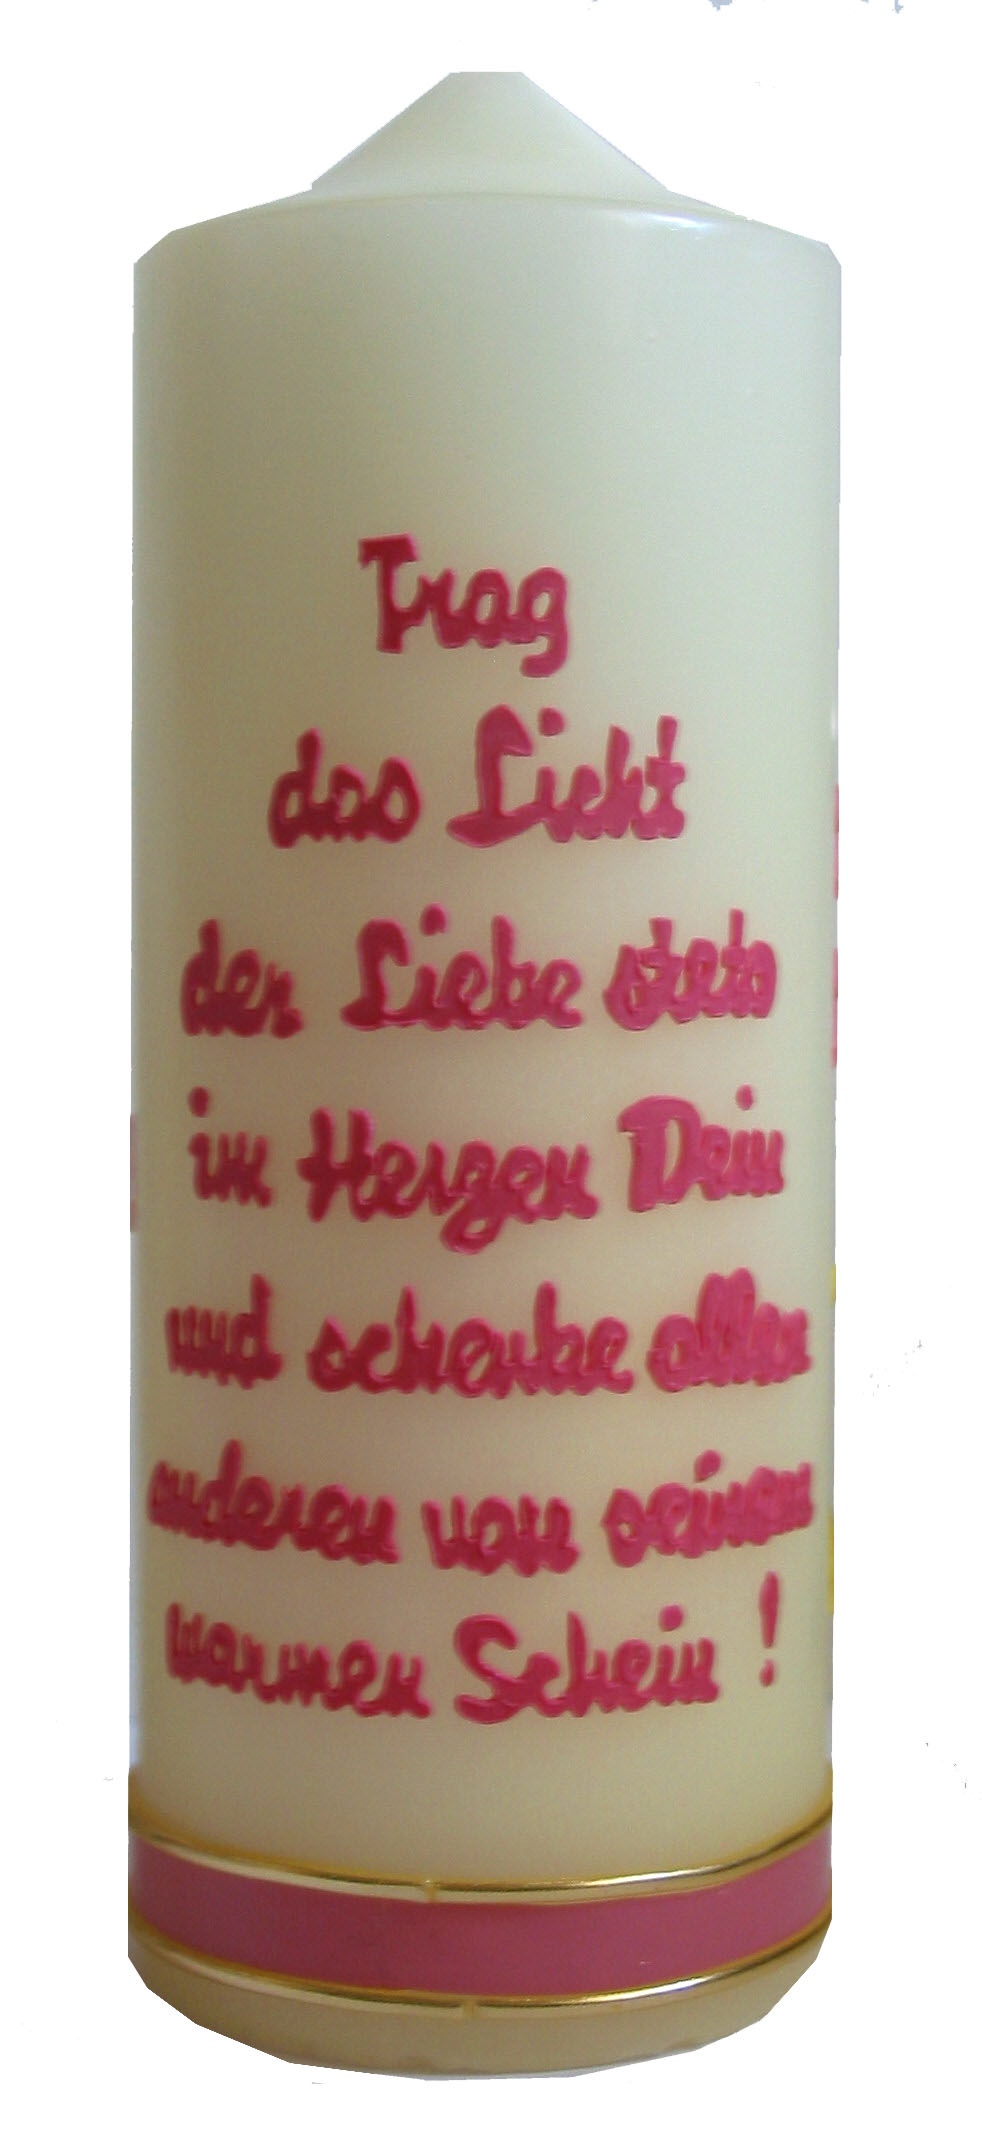 Trag
das Licht
der Liebe stets
im Herzen Dein
und schenke allen
anderen von seinem
warmen Schein !